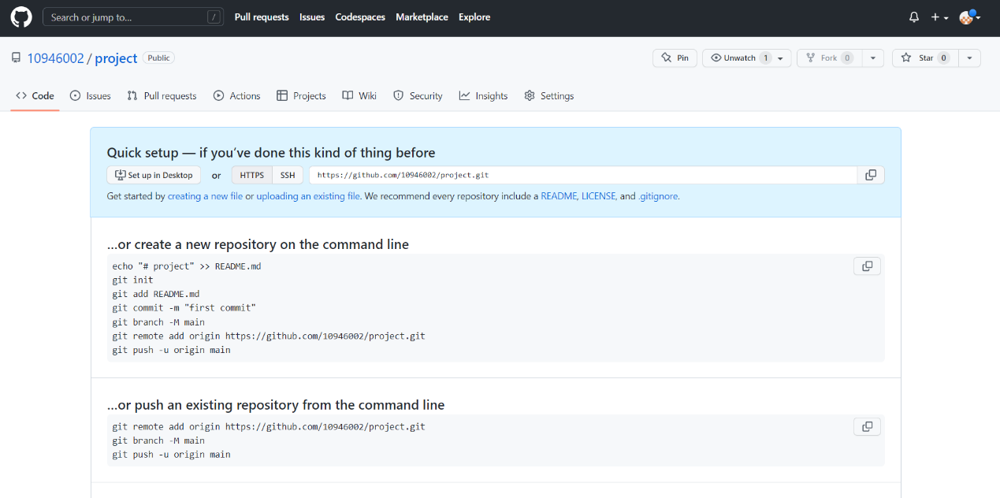 Search or jump to... /
Pull requests Issues Codespaces Marketplace Explore
10946002 / project Public
Pin Unwatch 1 Fork 0 Star 0
Code Issues Pull requests Actions Projects Wiki Security Insights Settings
Quick setup — if you’ve done this kind of thing before
Set up in Desktop or HTTPS SSH https://github.com/10946002/project.git
Get started by creating a new file or uploading an existing file. We recommend every repository include a README, LICENSE, and .gitignore.
…or create a new repository on the command line
echo "# project" >> README.md
git init
git add README.md
git commit -m "first commit"
git branch -M main
git remote add origin https://github.com/10946002/project.git
git push -u origin main
…or push an existing repository from the command line
git remote add origin https://github.com/10946002/project.git
git branch -M main
git push -u origin main